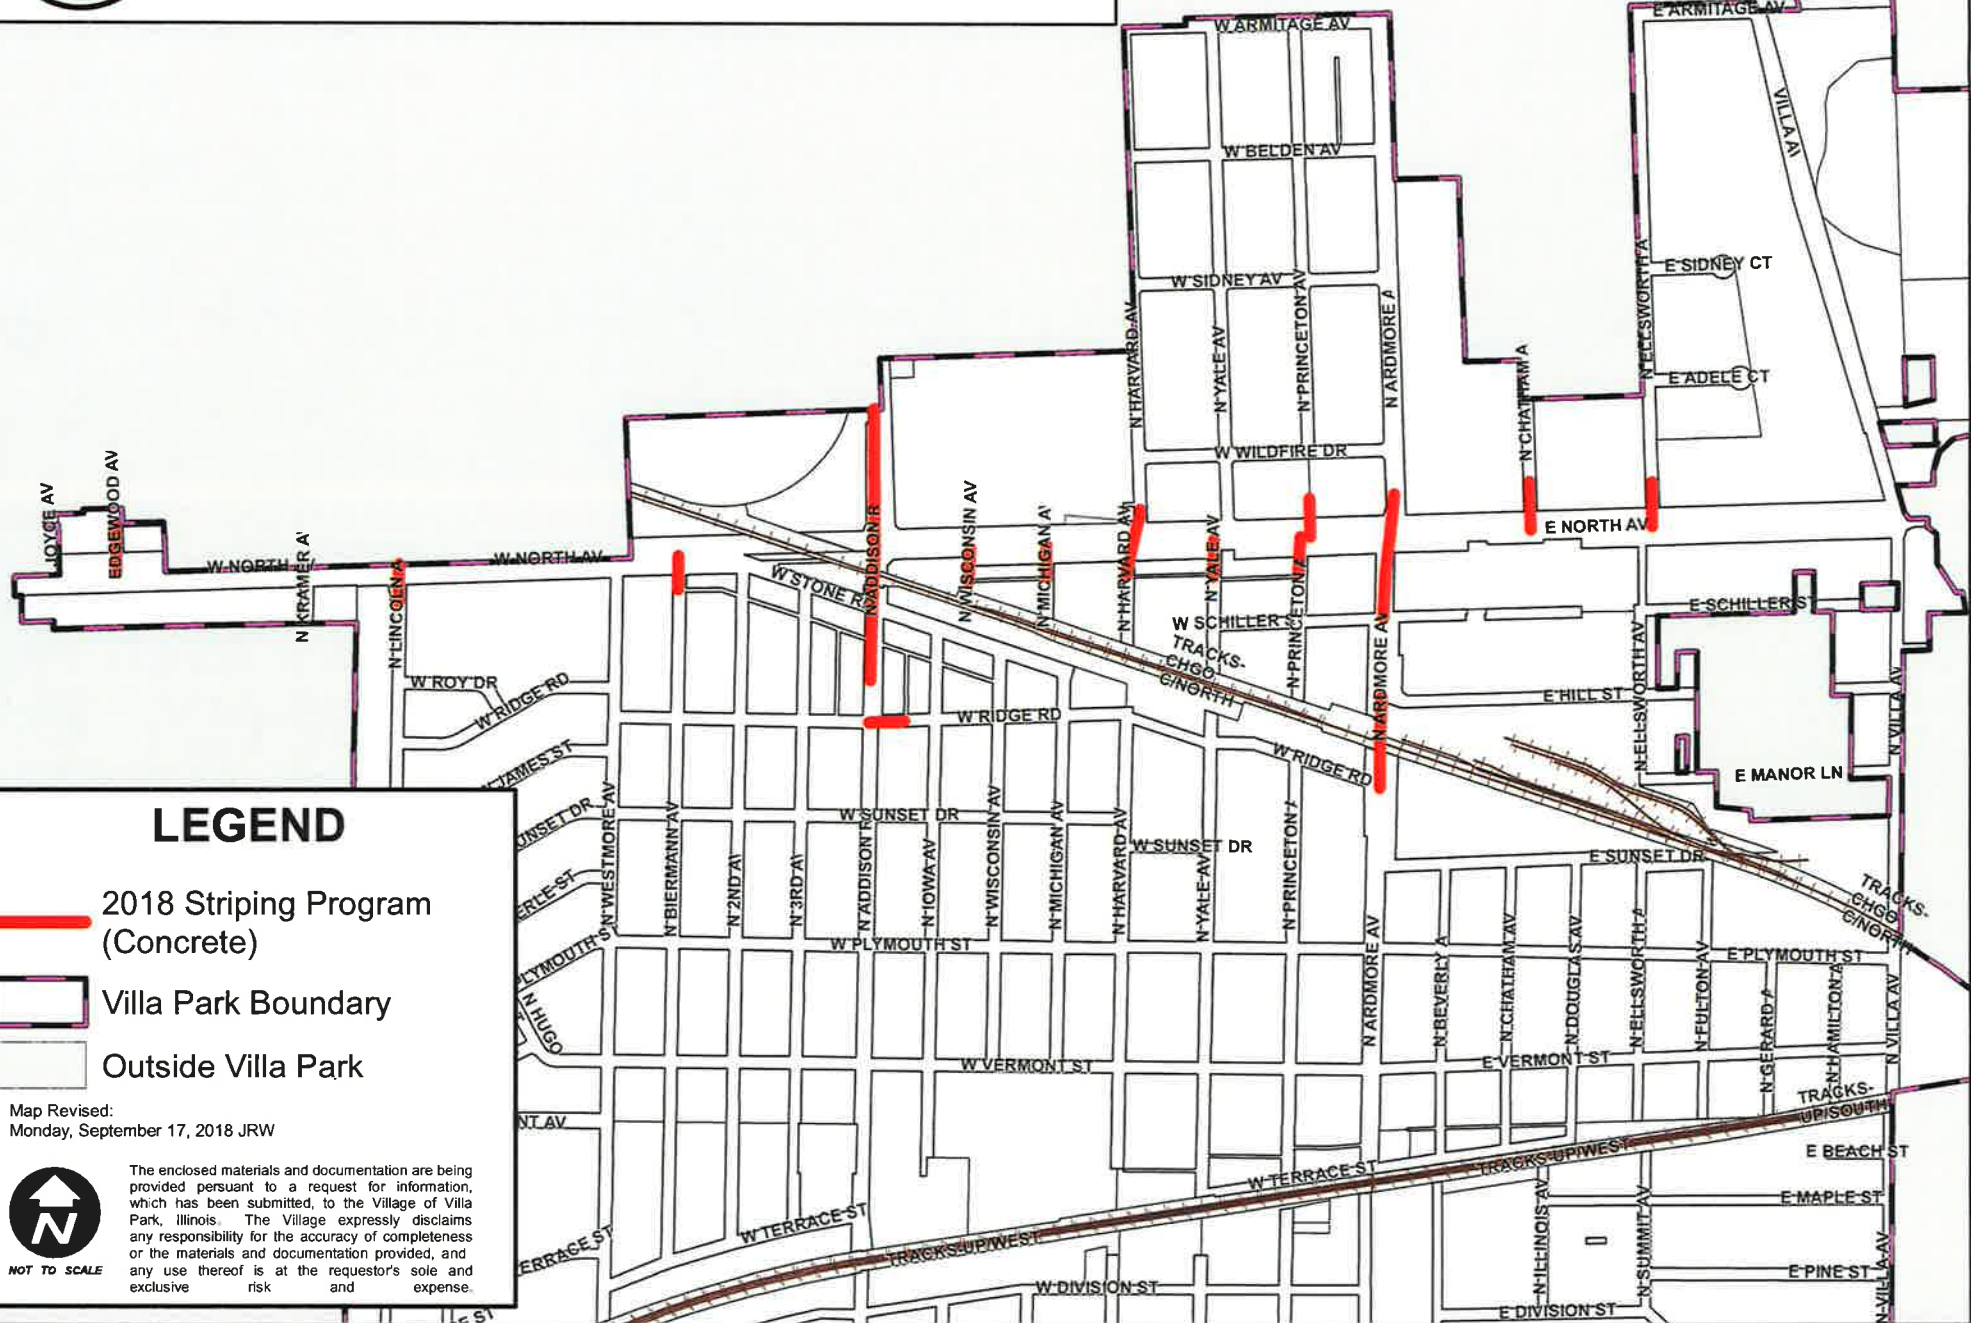 W ARMITAGE AV
E ARMITAGE AV
VILLA AV
W BELDEN AV
E SIDNEY CT
W SIDNEY AV
N HARVARD AV
N YALE AV
N PRINCETON AV
N ARDMORE A
N ELLSWORTH A
E ADELE CT
N CHATHAM A
W WILDFIRE DR
JOYCE AV
EDGEWOOD AV
W NORTH
N KRAMER A'
N LINCOLN A
W NORTH AV
W STONE R
N ADDISON R
N WISCONSIN AV
N MICHIGAN A'
N HARVARD AV
N YALE AV
N PRINCETON A
E NORTH AV
W SCHILLER S
E SCHILLER ST
TRACKS-
CHGO
C/NORTH
N ARDMORE AV
N ELLSWORTH AV
E HILL ST
N VILLA AV
W ROY DR
W RIDGE RD
W RIDGE RD
W RIDGE RD
E MANOR LN
JAMES ST
UNSET DR
W SUNSET DR
W SUNSET DR
E SUNSET DR
ERLE ST
N WESTMORE AV
N BIERMANN AV
N 2ND A\
N 3RD A\
N ADDISON R
N IOWA AV
N WISCONSIN AV
N MICHIGAN AV
N HARVARD AV
N YALE AV
N PRINCETON A
TRACKS-
CHGO
C/NORTH
LYMOUTH ST
W PLYMOUTH ST
E PLYMOUTH ST
N HUGO
N ARDMORE AV
N BEVERLY A
N CHATHAM AV
N DOUGLAS AV
N ELLSWORTH A
N FULTON AV
N GERARD A
N HAMILTON A
N VILLA AV
W VERMONT ST
E VERMONT ST
NT AV
TRACKS-
UP/SOUTH
E BEACH ST
W TERRACE ST
TRACKS-UP/WEST
E MAPLE ST
ERRACE ST
W TERRACE ST
TRACKS-UP/WEST
N ILLINOIS AV
N SUMMIT AV
N VILLA AV
W DIVISION ST
E PINE ST
E DIVISION ST
E ST
LEGEND
2018 Striping Program
(Concrete)
Villa Park Boundary
Outside Villa Park
Map Revised:
Monday, September 17, 2018 JRW
N
NOT TO SCALE
The enclosed materials and documentation are being
provided persuant to a request for information,
which has been submitted, to the Village of Villa
Park, Illinois. The Village expressly disclaims
any responsibility for the accuracy of completeness
or the materials and documentation provided, and
any use thereof is at the requestor's sole and
exclusive risk and expense.